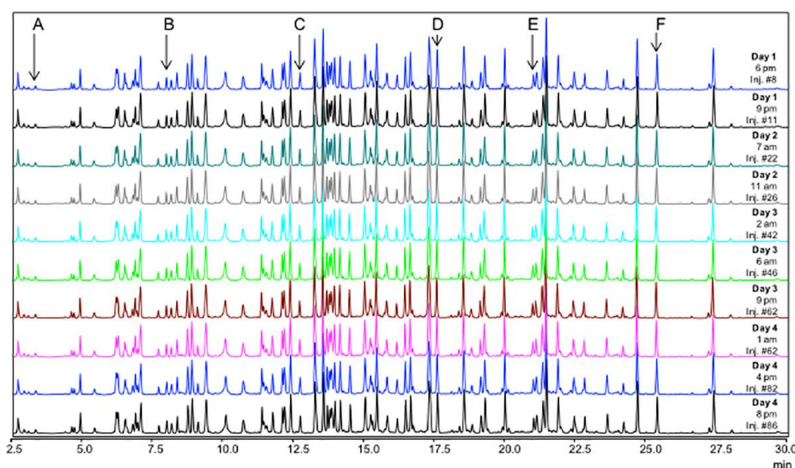 A B C D E F
Day 1
6 pm
Inj. #8
Day 1
9 pm
Inj. #11
Day 2
7 am
Inj. #22
Day 2
11 am
Inj. #26
Day 3
2 am
Inj. #42
Day 3
6 am
Inj. #46
Day 3
9 pm
Inj. #62
Day 4
1 am
Inj. #62
Day 4
4 pm
Inj. #82
Day 4
8 pm
Inj. #86
2.5 5.0 7.5 10.0 12.5 15.0 17.5 20.0 22.5 25.0 27.5 30.0
min